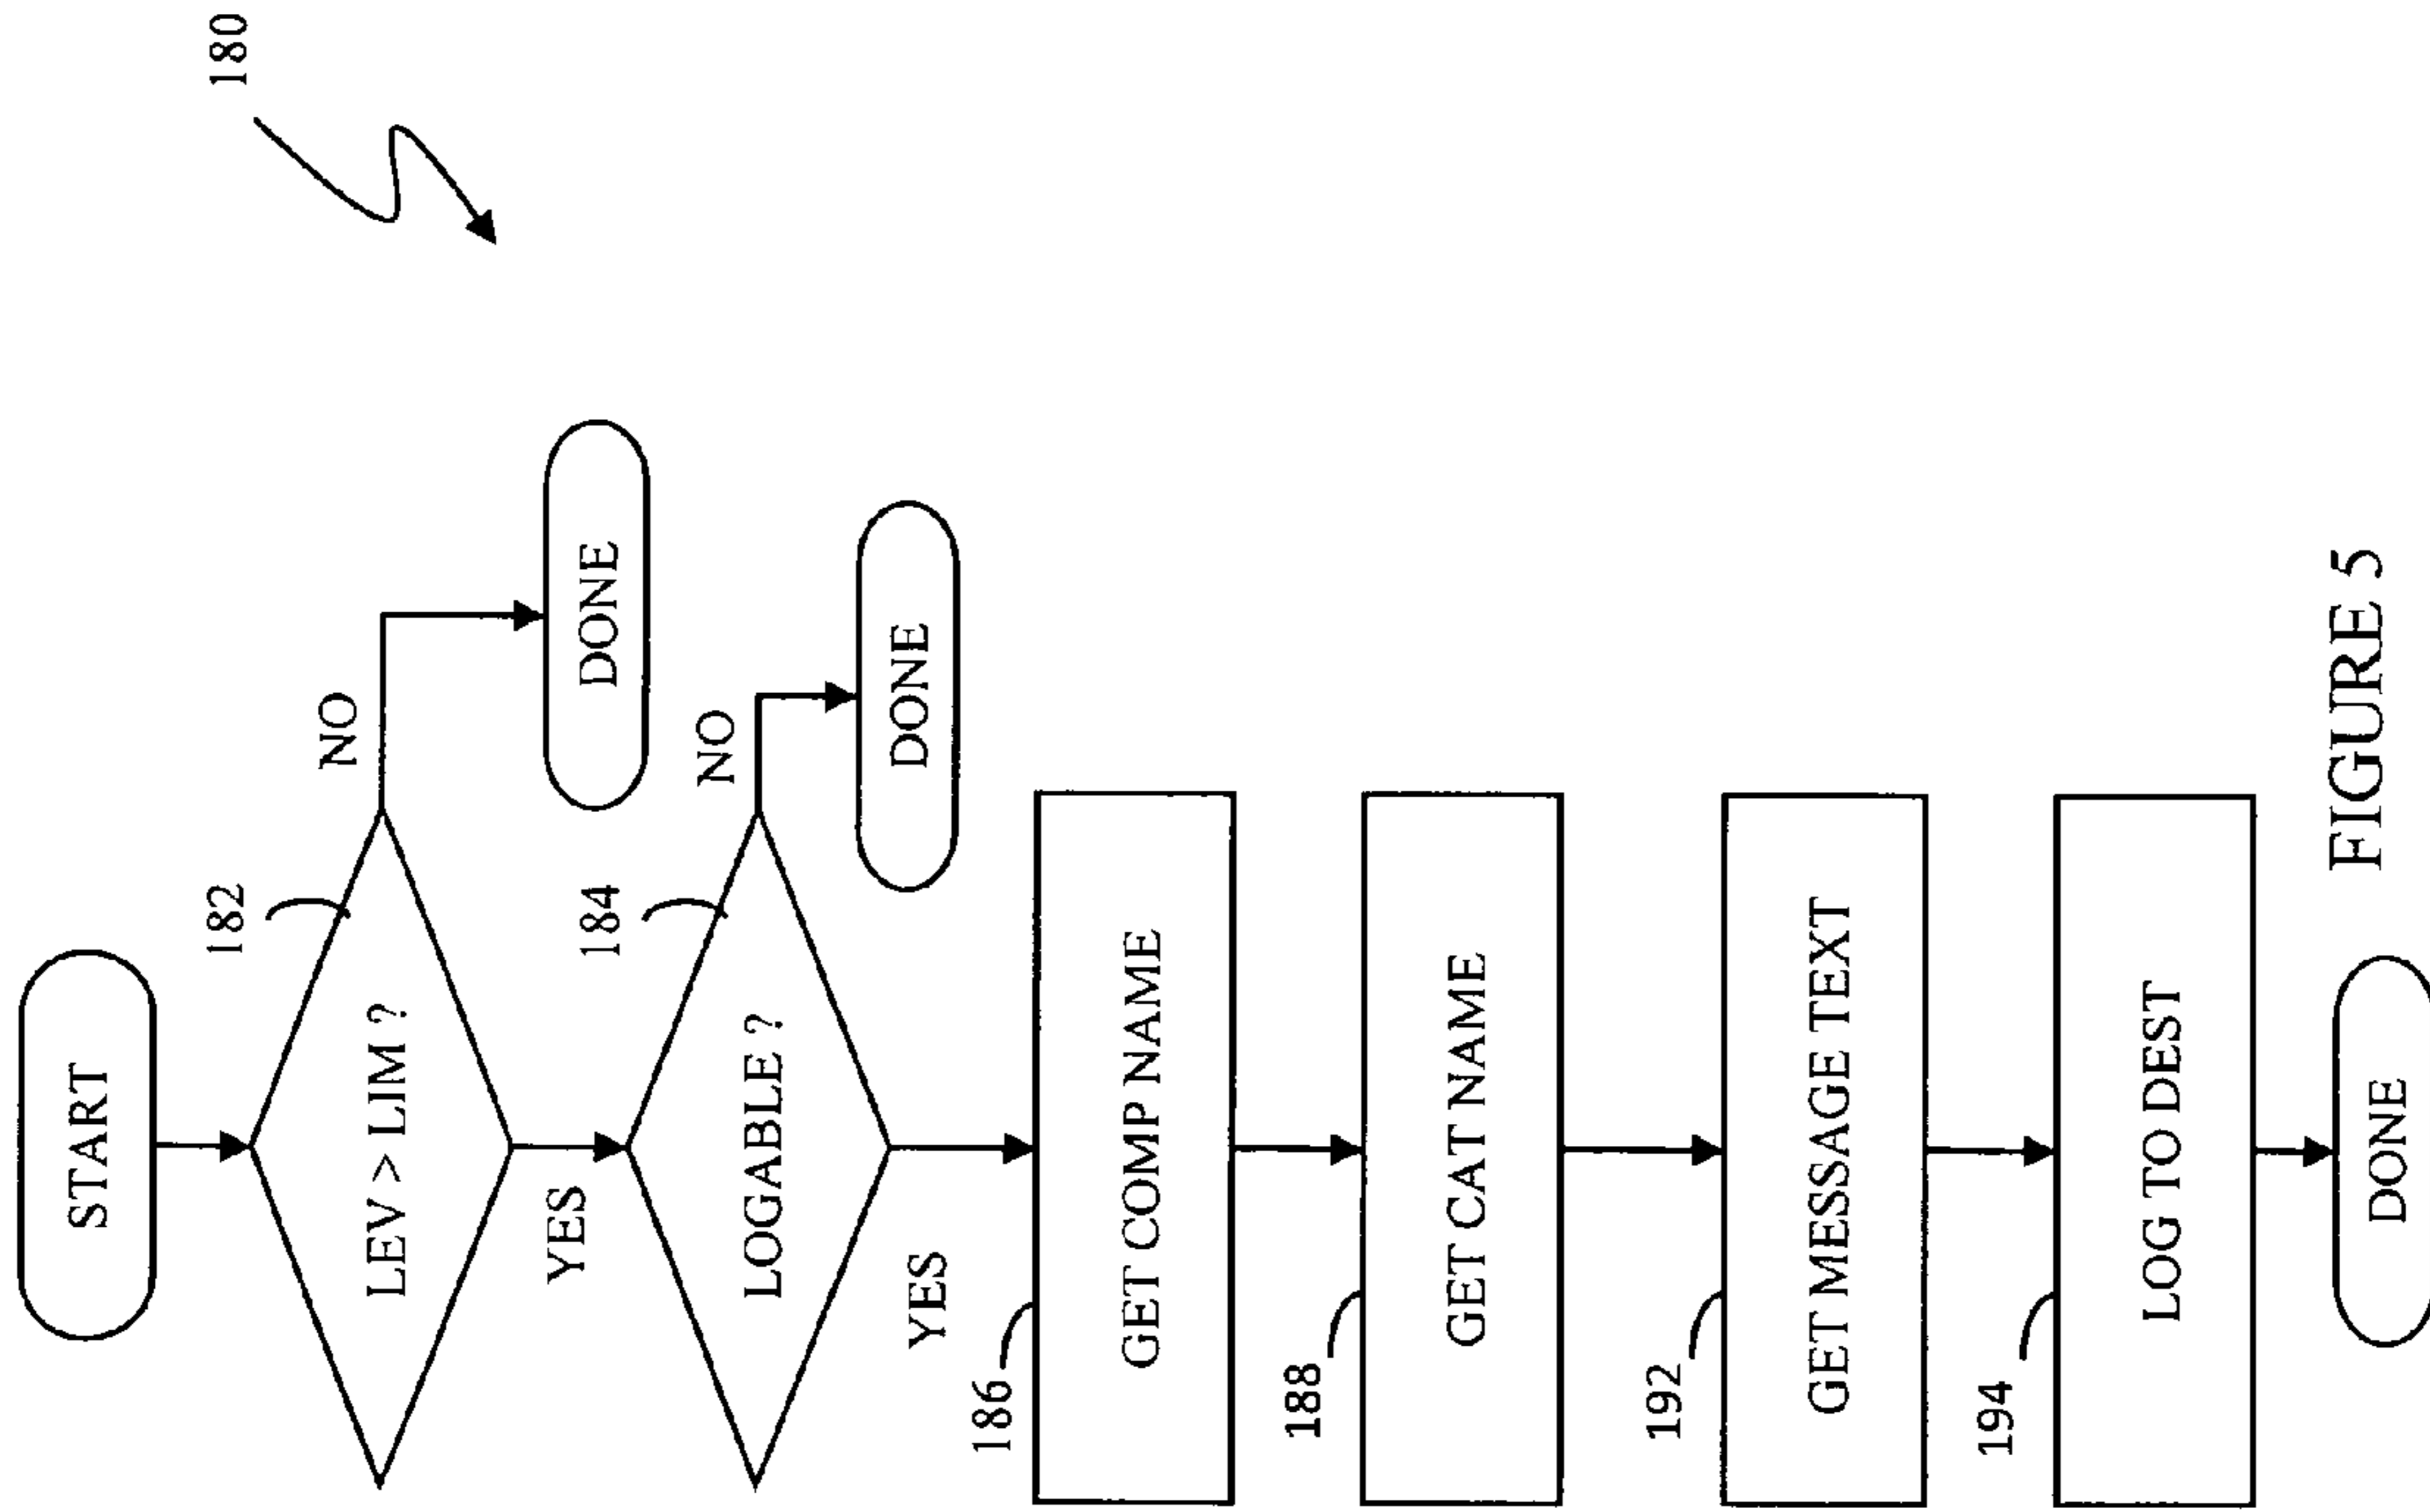 180
START
182
LEV > LIM ?
NO
DONE
YES
184
LOGABLE ?
NO
DONE
YES
186
GET COMP NAME
188
GET CAT NAME
192
GET MESSAGE TEXT
194
LOG TO DEST
DONE
FIGURE 5